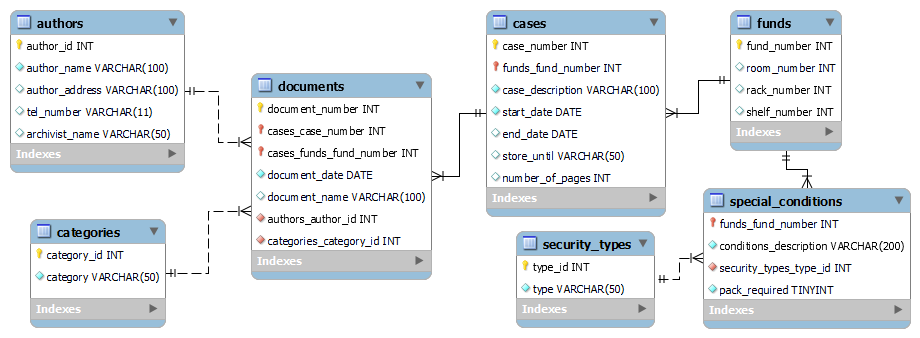 authors
author_id INT
author_name VARCHAR(100)
author_address VARCHAR(100)
tel_number VARCHAR(11)
archivist_name VARCHAR(50)
Indexes
categories
category_id INT
category VARCHAR(50)
Indexes
documents
document_number INT
cases_case_number INT
cases_funds_fund_number INT
document_date DATE
document_name VARCHAR(100)
authors_author_id INT
categories_category_id INT
Indexes
cases
case_number INT
funds_fund_number INT
case_description VARCHAR(100)
start_date DATE
end_date DATE
store_until VARCHAR(50)
number_of_pages INT
Indexes
security_types
type_id INT
type VARCHAR(50)
Indexes
funds
fund_number INT
room_number INT
rack_number INT
shelf_number INT
Indexes
special_conditions
funds_fund_number INT
conditions_description VARCHAR(200)
security_types_type_id INT
pack_required TINYINT
Indexes